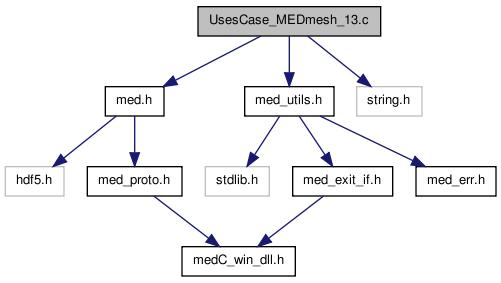 UsesCase_MEDmesh_13.c
med.h
med_utils.h
string.h
hdf5.h
med_proto.h
stdlib.h
med_exit_if.h
med_err.h
medC_win_dll.h